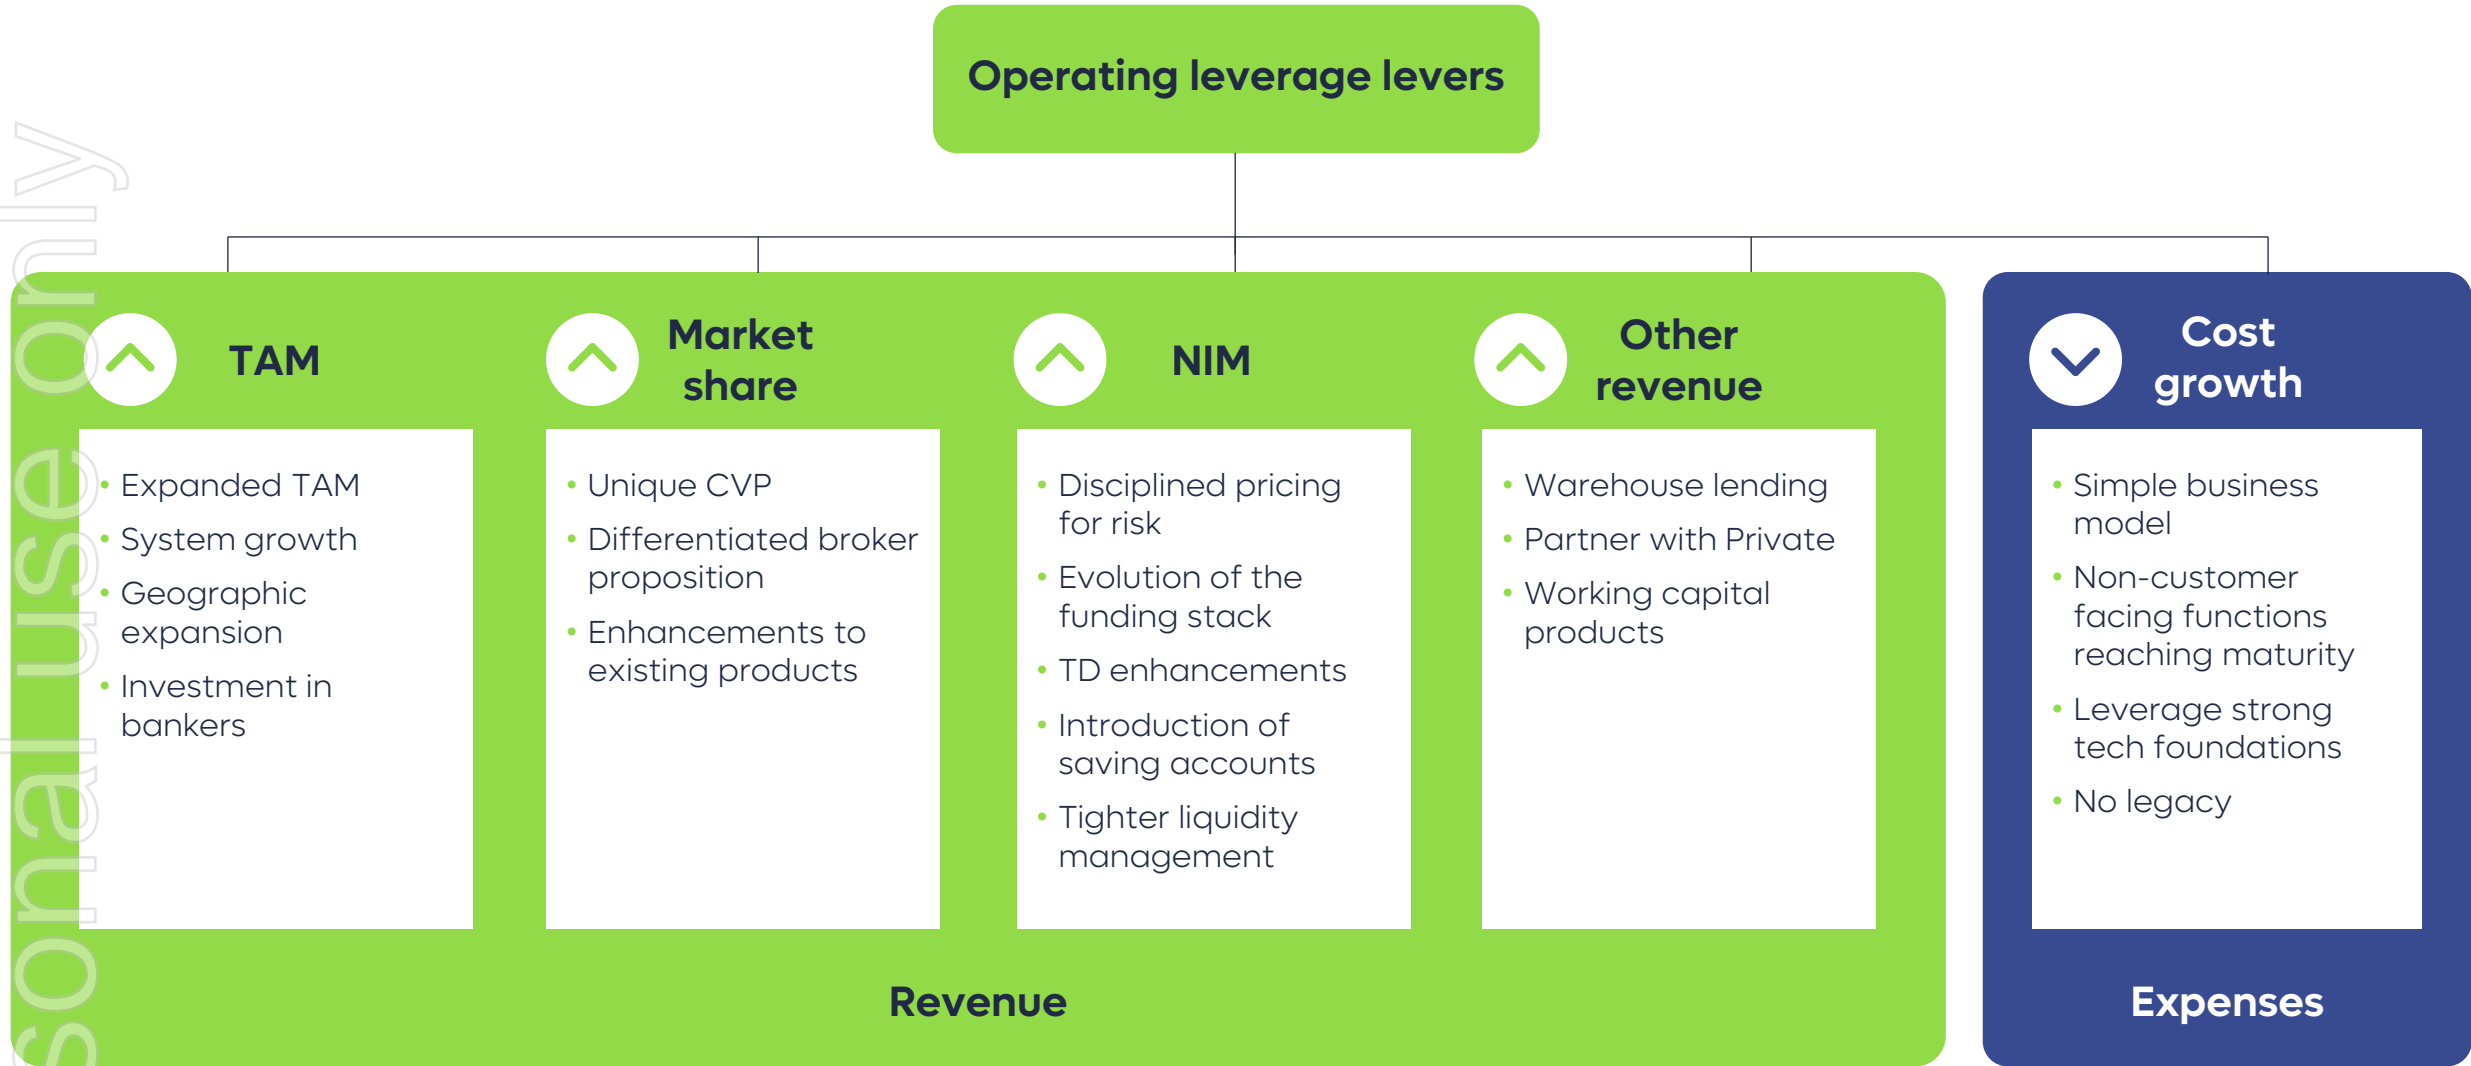 Operating leverage levers
TAM
• Expanded TAM
• System growth
• Geographic
expansion
• Investment in
bankers
Market
share
• Unique CVP
• Differentiated broker
proposition
• Enhancements to
existing products
NIM
• Disciplined pricing
for risk
• Evolution of the
funding stack
• TD enhancements
• Introduction of
saving accounts
• Tighter liquidity
management
Other
revenue
• Warehouse lending
• Partner with Private
• Working capital
products
Revenue
Cost
growth
• Simple business
model
• Non-customer
facing functions
reaching maturity
• Leverage strong
tech foundations
• No legacy
Expenses
sonal use only